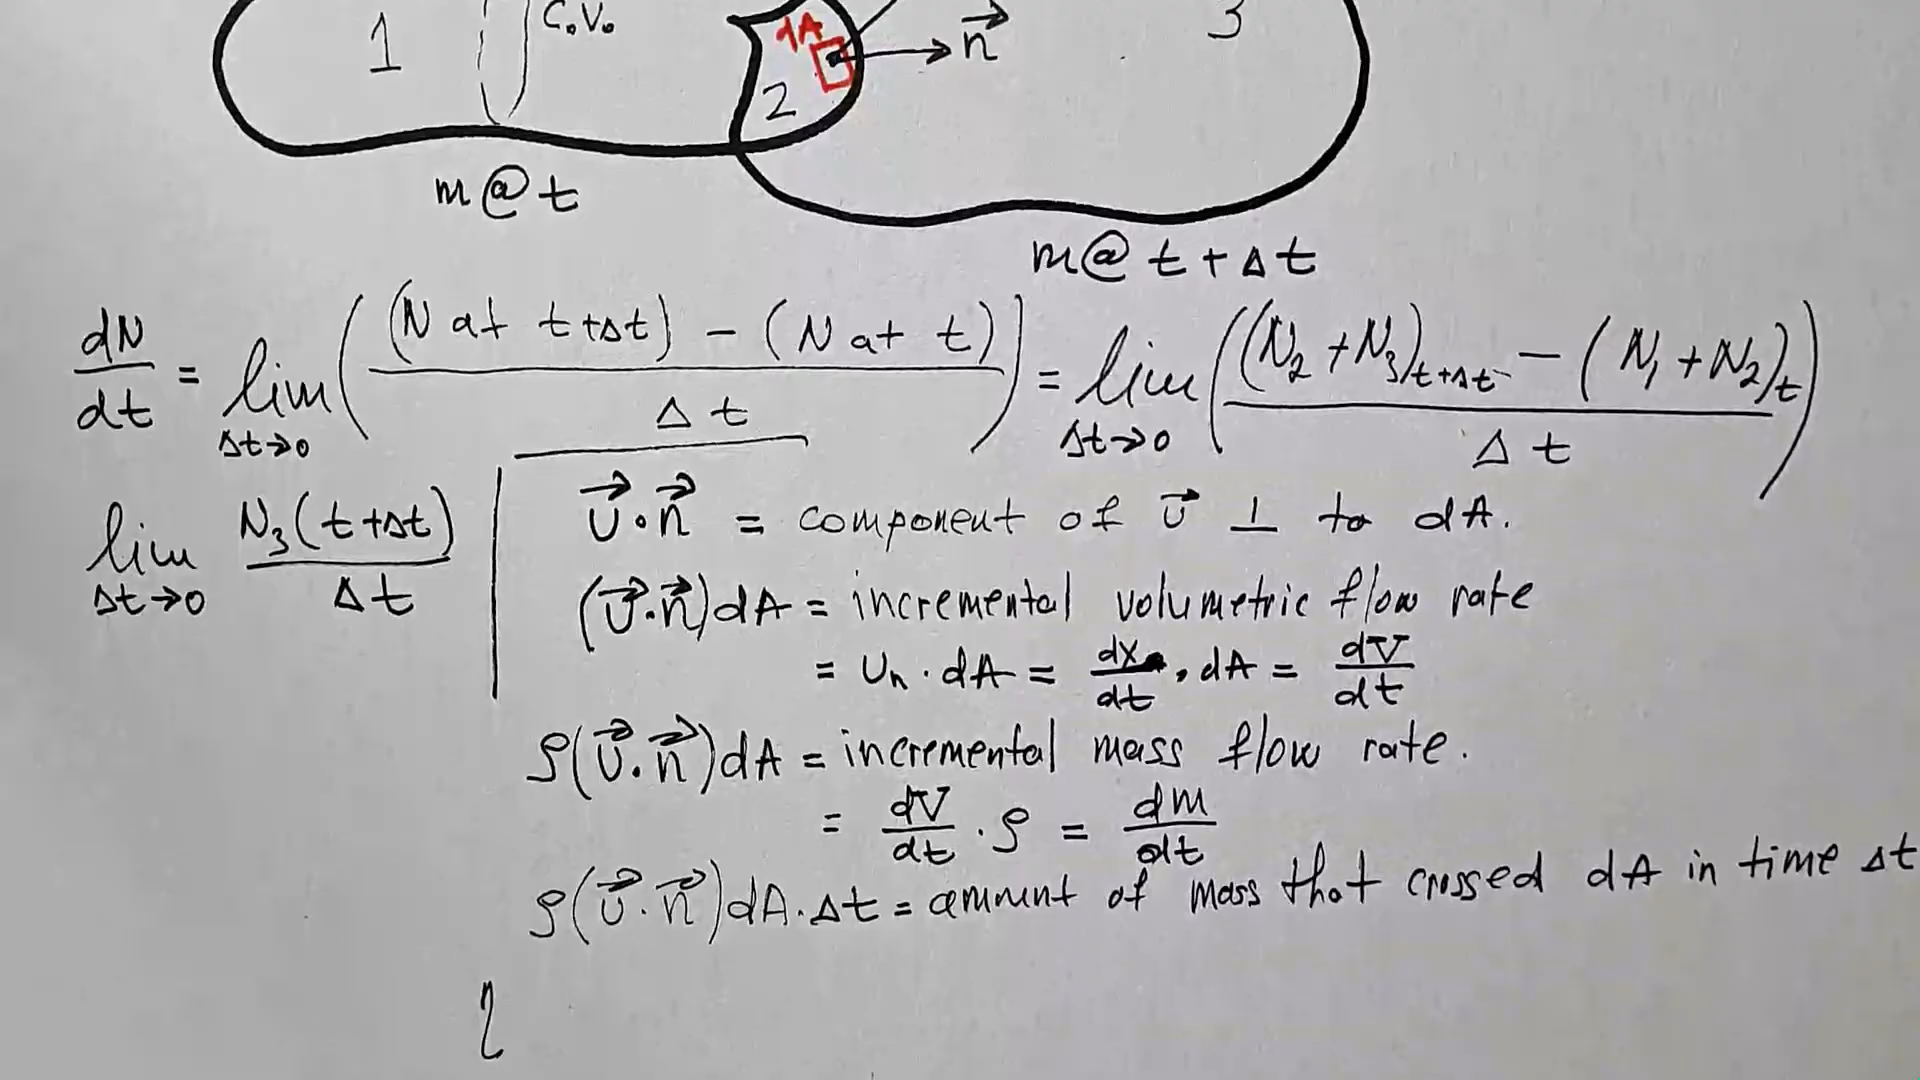 1 C.V. dA n⃗ 3
2
m@t
m@ t+Δt
dN/dt = lim Δt→0 ((N at t+Δt) − (N at t) / Δt) = lim Δt→0 ((N₂+N₃)t+Δt − (N₁+N₂)t / Δt)
lim Δt→0 N₃(t+Δt)/Δt
υ⃗·n⃗ = component of υ⃗ ⊥ to dA.
(υ⃗·n⃗)dA = incremental volumetric flow rate
= υn·dA = dx/dt · dA = dV/dt
ρ(υ⃗·n⃗)dA = incremental mass flow rate.
= dV/dt · ρ = dm/dt
ρ(υ⃗·n⃗)dA·Δt = amount of mass that crossed dA in time Δt